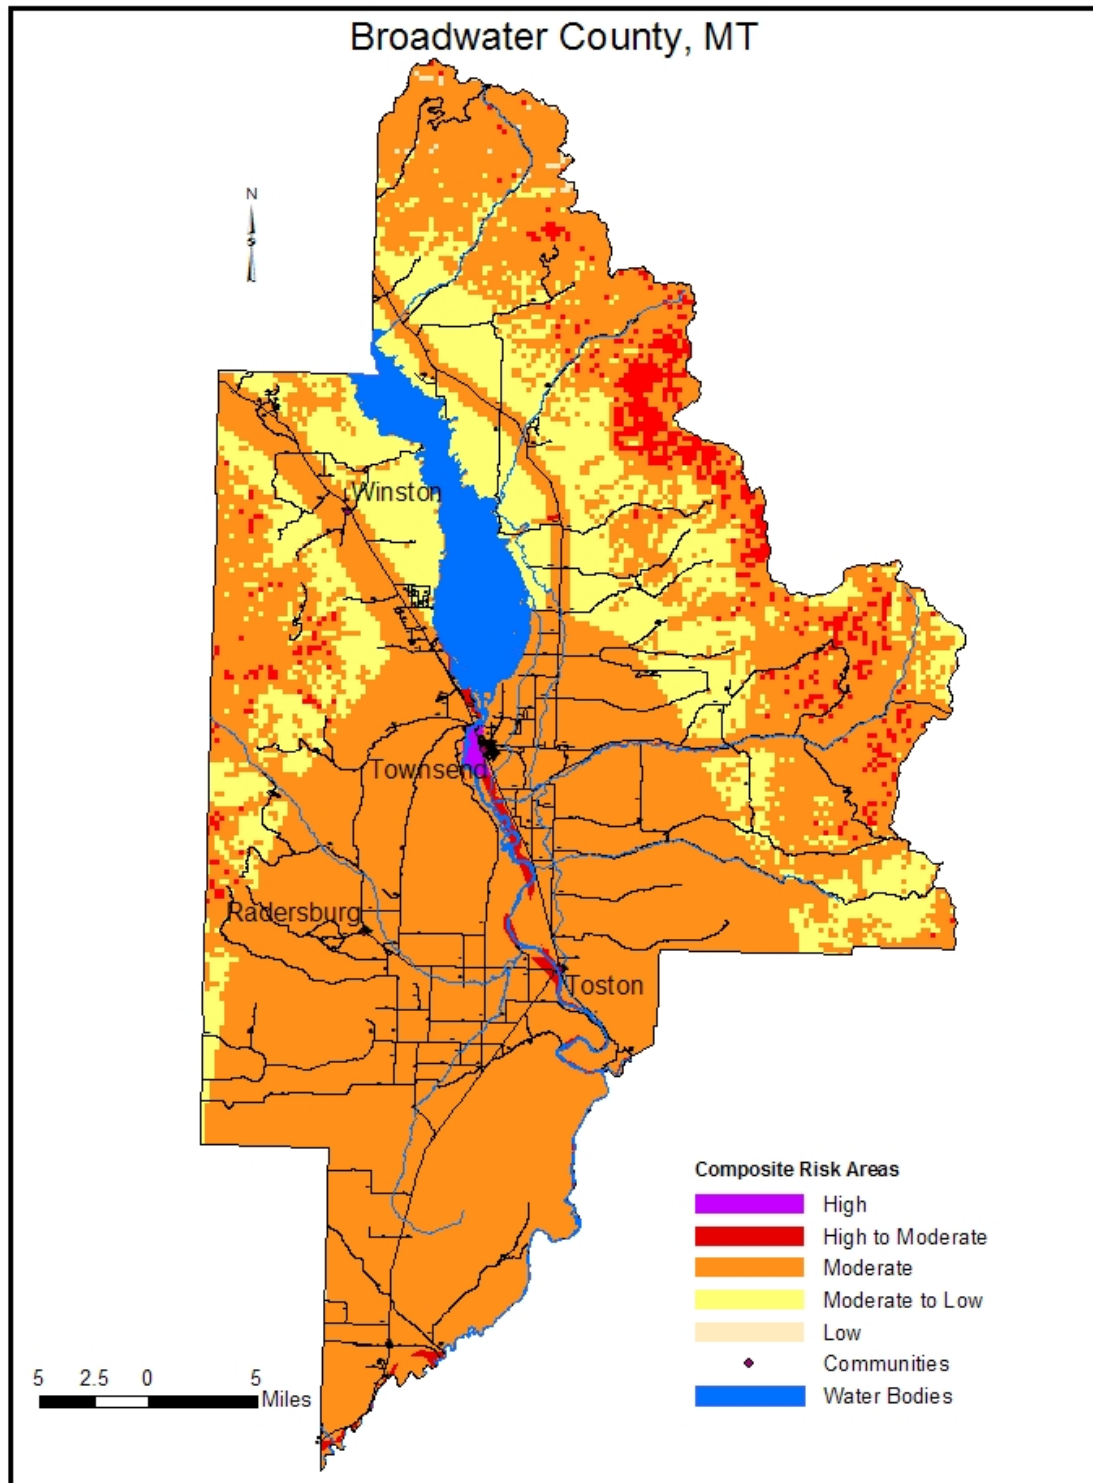 Broadwater County, MT
N
S
Winston
Townsend
Radersburg
Toston
Composite Risk Areas
High
High to Moderate
Moderate
Moderate to Low
Low
Communities
Water Bodies
5 2.5 0 5
Miles